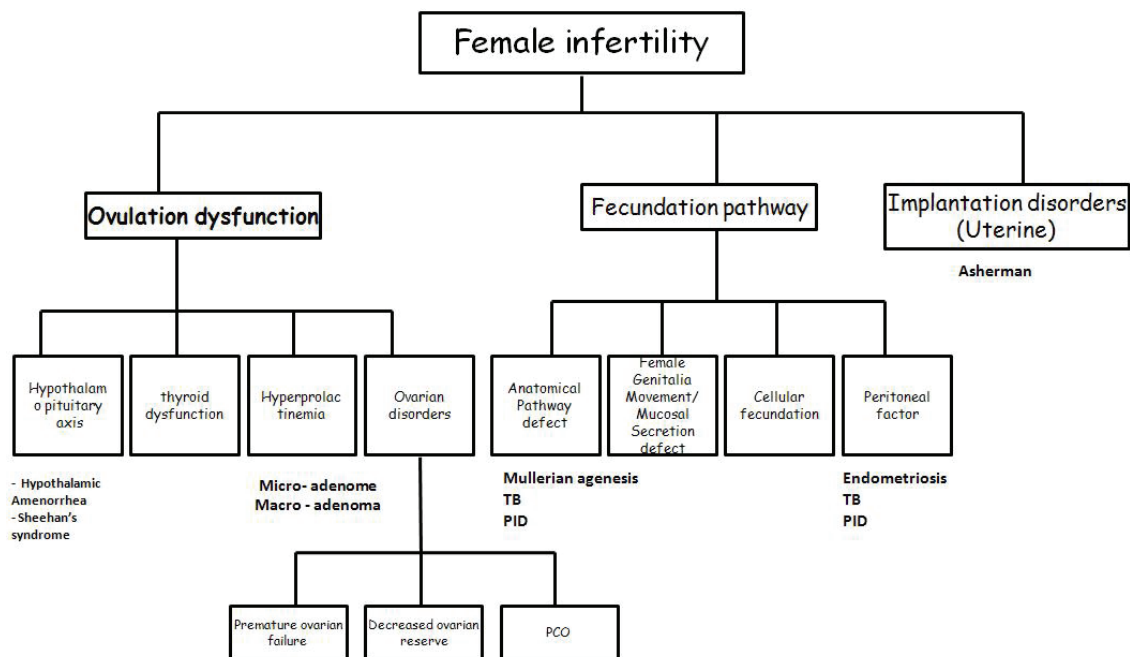 Female infertility
Ovulation dysfunction
Fecundation pathway
Implantation disorders
(Uterine)
Asherman
Hypothalam
o pituitary
axis
thyroid
dysfunction
Hyperprolac
tinemia
Ovarian
disorders
Anatomical
Pathway
defect
Female
Genitalia
Movement/
Mucosal
Secretion
defect
Cellular
fecundation
Peritoneal
factor
- Hypothalamic
Amenorrhea
- Sheehan's
syndrome
Micro- adenome
Macro - adenoma
Mullerian agenesis
TB
PID
Endometriosis
TB
PID
Premature ovarian
failure
Decreased ovarian
reserve
PCO